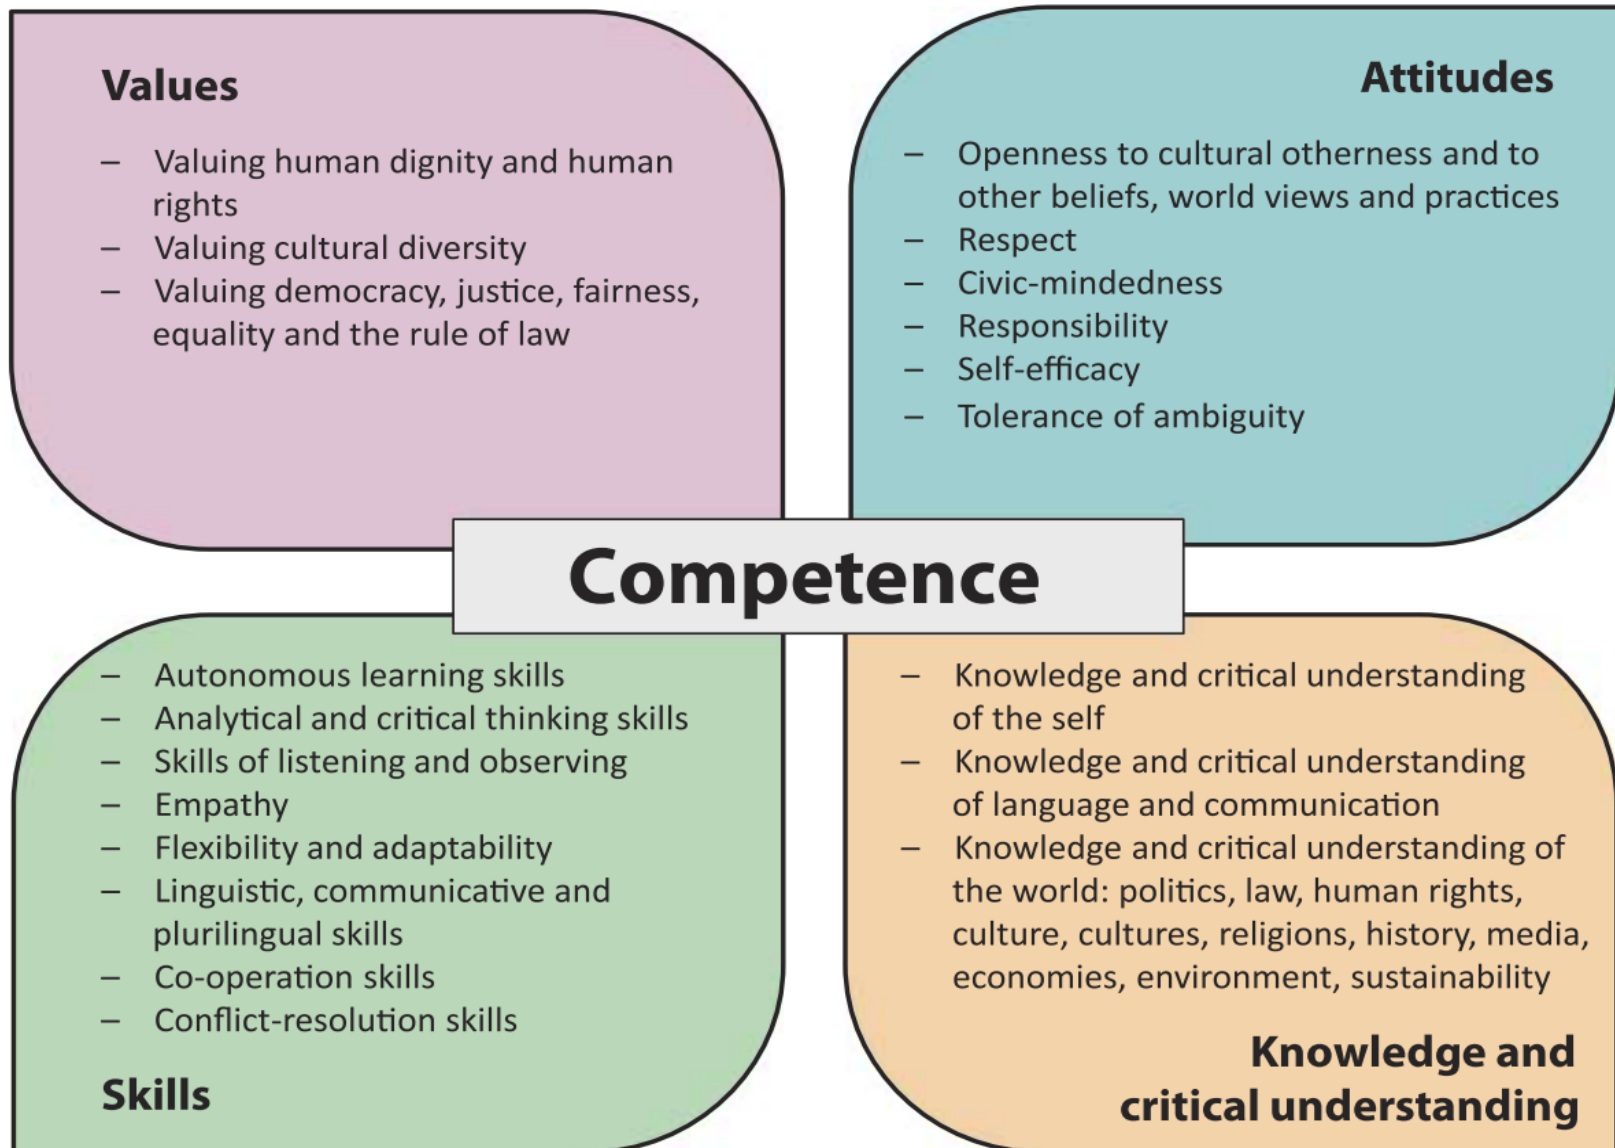 Values
– Valuing human dignity and human
rights
– Valuing cultural diversity
– Valuing democracy, justice, fairness,
equality and the rule of law
Attitudes
– Openness to cultural otherness and to
other beliefs, world views and practices
– Respect
– Civic-mindedness
– Responsibility
– Self-efficacy
– Tolerance of ambiguity
Competence
– Autonomous learning skills
– Analytical and critical thinking skills
– Skills of listening and observing
– Empathy
– Flexibility and adaptability
– Linguistic, communicative and
plurilingual skills
– Co-operation skills
– Conflict-resolution skills
Skills
– Knowledge and critical understanding
of the self
– Knowledge and critical understanding
of language and communication
– Knowledge and critical understanding of
the world: politics, law, human rights,
culture, cultures, religions, history, media,
economies, environment, sustainability
Knowledge and
critical understanding